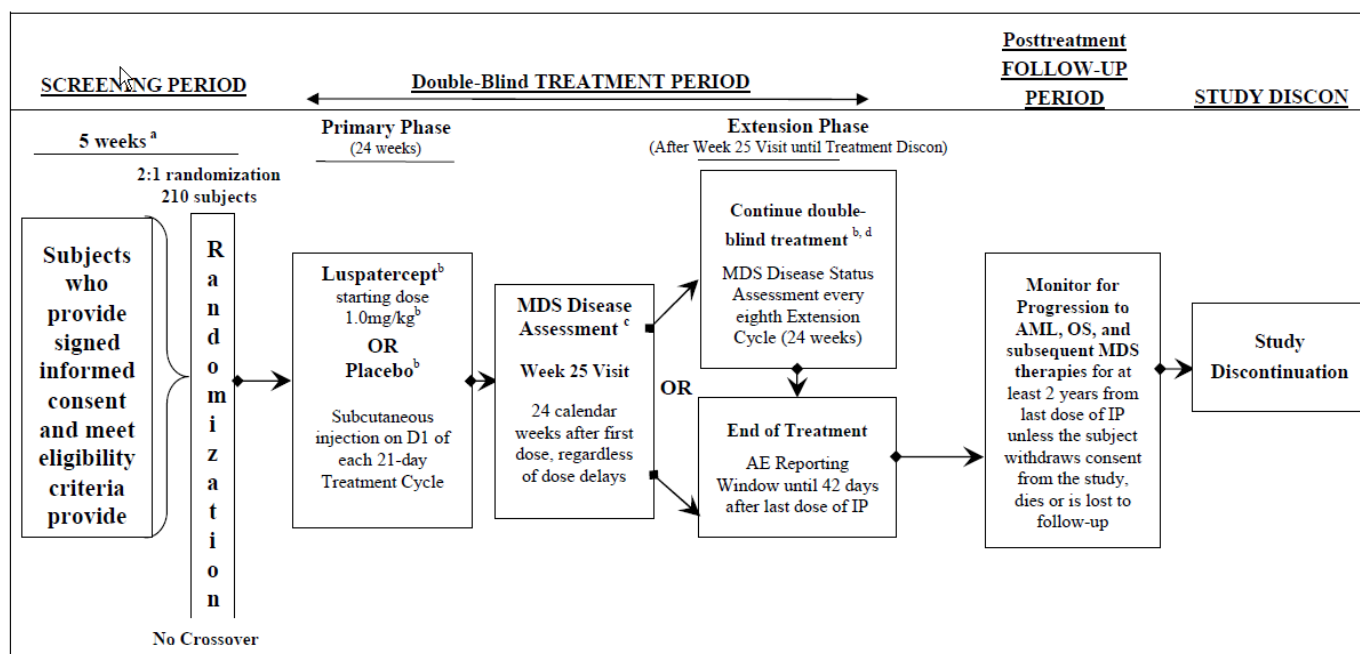 SCREENING PERIOD
Double-Blind TREATMENT PERIOD
Posttreatment
FOLLOW-UP
PERIOD
STUDY DISCON
5 weeks a
2:1 randomization
210 subjects
Subjects
who
provide
signed
informed
consent
and meet
eligibility
criteria
provide
R
a
n
d
o
m
i
z
a
t
i
o
n
No Crossover
Primary Phase
(24 weeks)
Luspatercept b
starting dose
1.0mg/kg b
OR
Placebo b
Subcutaneous
injection on D1 of
each 21-day
Treatment Cycle
MDS Disease
Assessment c
Week 25 Visit
24 calendar
weeks after first
dose, regardless
of dose delays
Extension Phase
(After Week 25 Visit until Treatment Discon)
Continue double-
blind treatment b, d
MDS Disease Status
Assessment every
eighth Extension
Cycle (24 weeks)
OR
End of Treatment
AE Reporting
Window until 42 days
after last dose of IP
Monitor for
Progression to
AML, OS, and
subsequent MDS
therapies for at
least 2 years from
last dose of IP
unless the subject
withdraws consent
from the study,
dies or is lost to
follow-up
Study
Discontinuation